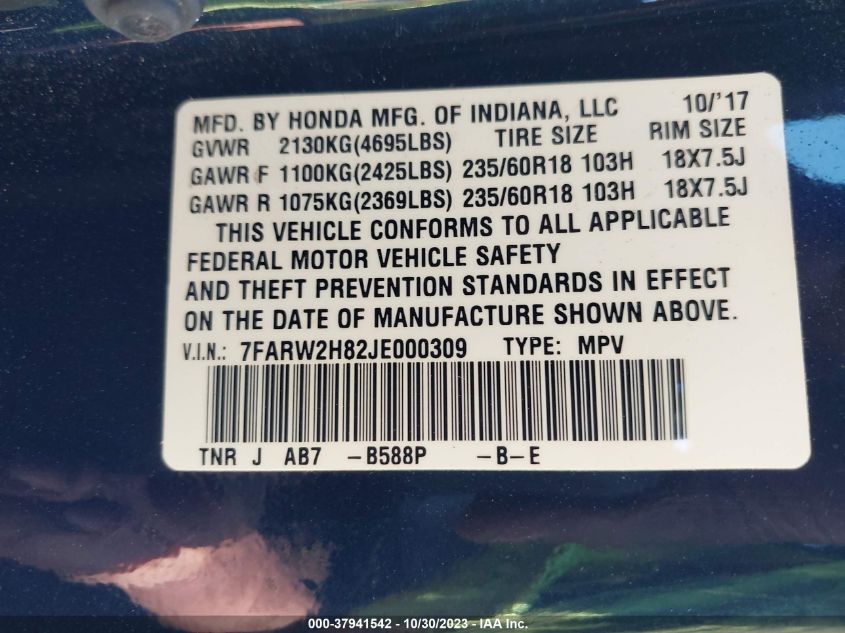 MFD. BY HONDA MFG. OF INDIANA, LLC 10/'17
GVWR 2130KG(4695LBS) TIRE SIZE RIM SIZE
GAWR F 1100KG(2425LBS) 235/60R18 103H 18X7.5J
GAWR R 1075KG(2369LBS) 235/60R18 103H 18X7.5J
THIS VEHICLE CONFORMS TO ALL APPLICABLE
FEDERAL MOTOR VEHICLE SAFETY
AND THEFT PREVENTION STANDARDS IN EFFECT
ON THE DATE OF MANUFACTURE SHOWN ABOVE.
V.I.N.: 7FARW2H82JE000309 TYPE: MPV
TNR J AB7 -B588P -B-E
000-37941542 - 10/30/2023 - IAA Inc.